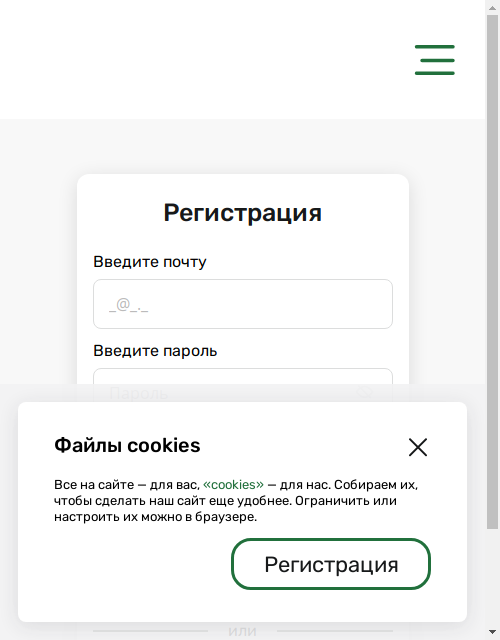 Регистрация
Введите почту
_@_._
Введите пароль
Пароль
Файлы cookies
Все на сайте — для вас, «cookies» — для нас. Собираем их,
чтобы сделать наш сайт еще удобнее. Ограничить или
настроить их можно в браузере.
Регистрация
или